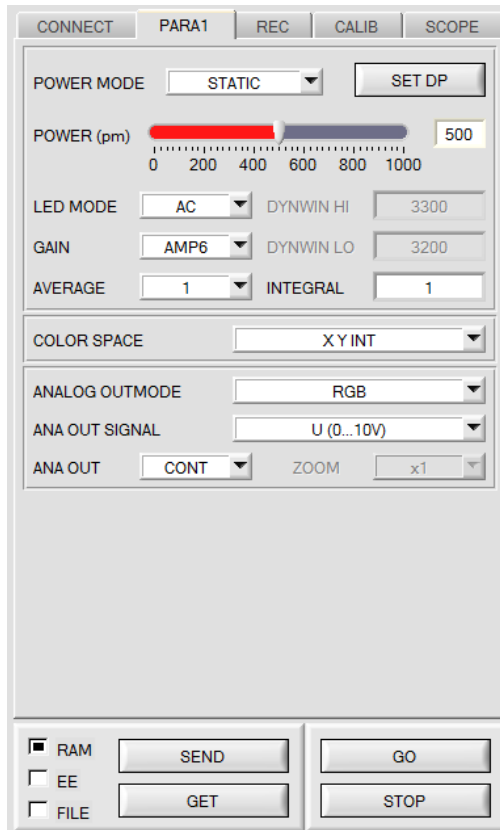 CONNECT PARA1 REC CALIB SCOPE
POWER MODE STATIC SET DP
POWER (pm) 500
0 200 400 600 800 1000
LED MODE AC DYNWIN HI 3300
GAIN AMP6 DYNWIN LO 3200
AVERAGE 1 INTEGRAL 1
COLOR SPACE X Y INT
ANALOG OUTMODE RGB
ANA OUT SIGNAL U (0...10V)
ANA OUT CONT ZOOM x1
RAM SEND GO
EE
FILE GET STOP